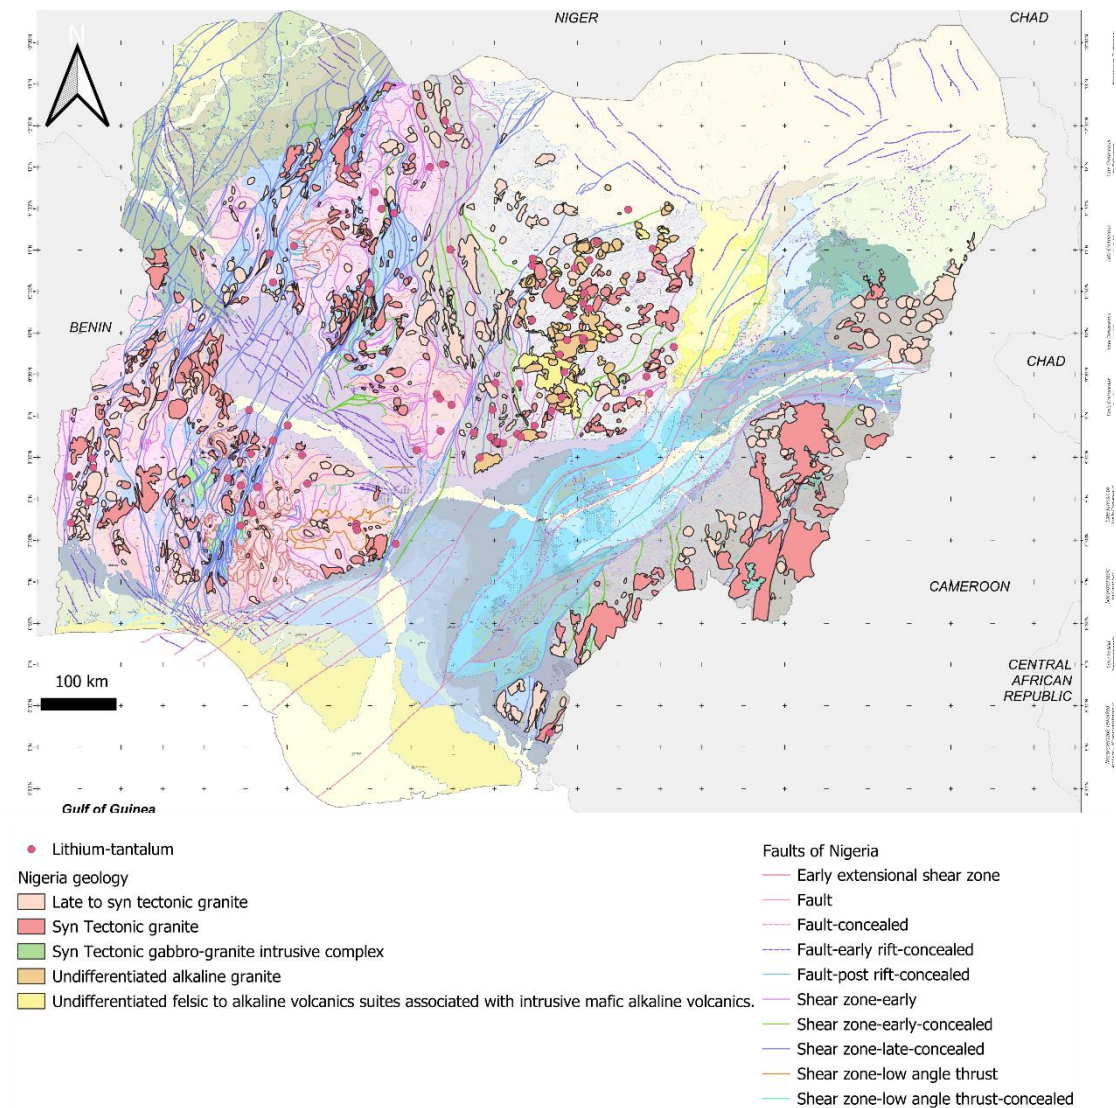 NIGER
CHAD
N
BENIN
CHAD
CAMEROON
100 km
CENTRAL
AFRICAN
REPUBLIC
Gulf of Guinea
Lithium-tantalum
Nigeria geology
Late to syn tectonic granite
Syn Tectonic granite
Syn Tectonic gabbro-granite intrusive complex
Undifferentiated alkaline granite
Undifferentiated felsic to alkaline volcanics suites associated with intrusive mafic alkaline volcanics.
Faults of Nigeria
Early extensional shear zone
Fault
Fault-concealed
Fault-early rift-concealed
Fault-post rift-concealed
Shear zone-early
Shear zone-early-concealed
Shear zone-late-concealed
Shear zone-low angle thrust
Shear zone-low angle thrust-concealed